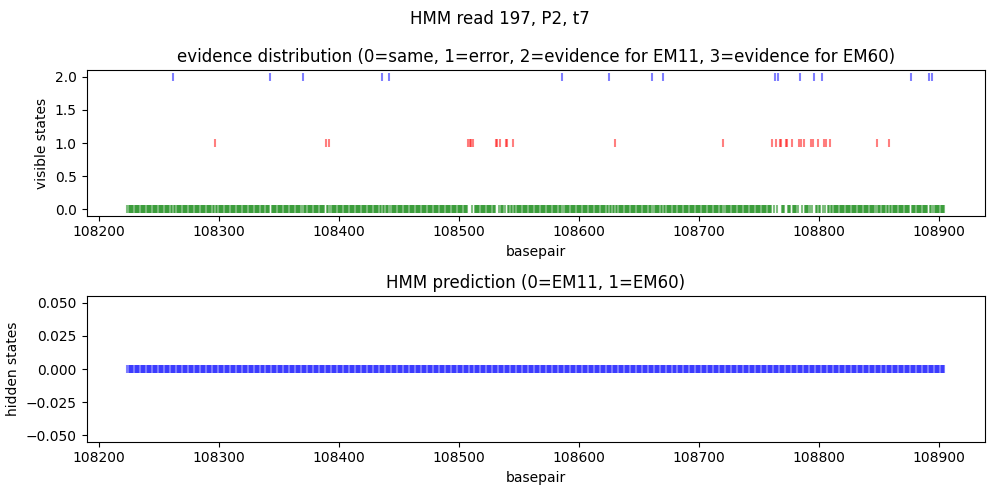 HMM read 197, P2, t7
evidence distribution (0=same, 1=error, 2=evidence for EM11, 3=evidence for EM60)
visible states
2.0
1.5
1.0
0.5
0.0
108200 108300 108400 108500 108600 108700 108800 108900
basepair
HMM prediction (0=EM11, 1=EM60)
hidden states
0.050
0.025
0.000
−0.025
−0.050
108200 108300 108400 108500 108600 108700 108800 108900
basepair